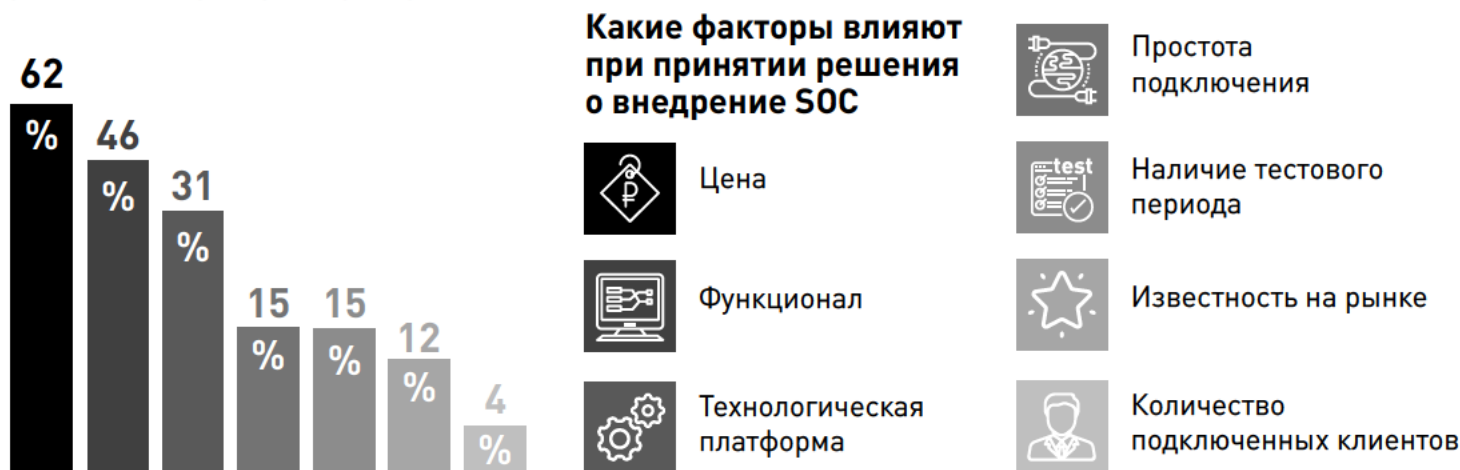 62
%
46
%
31
%
15
%
15
%
12
%
4
%
Какие факторы влияют
при принятии решения
о внедрение SOC
Цена
Функционал
Технологическая
платформа
Простота
подключения
test
Наличие тестового
периода
Известность на рынке
Количество
подключенных клиентов